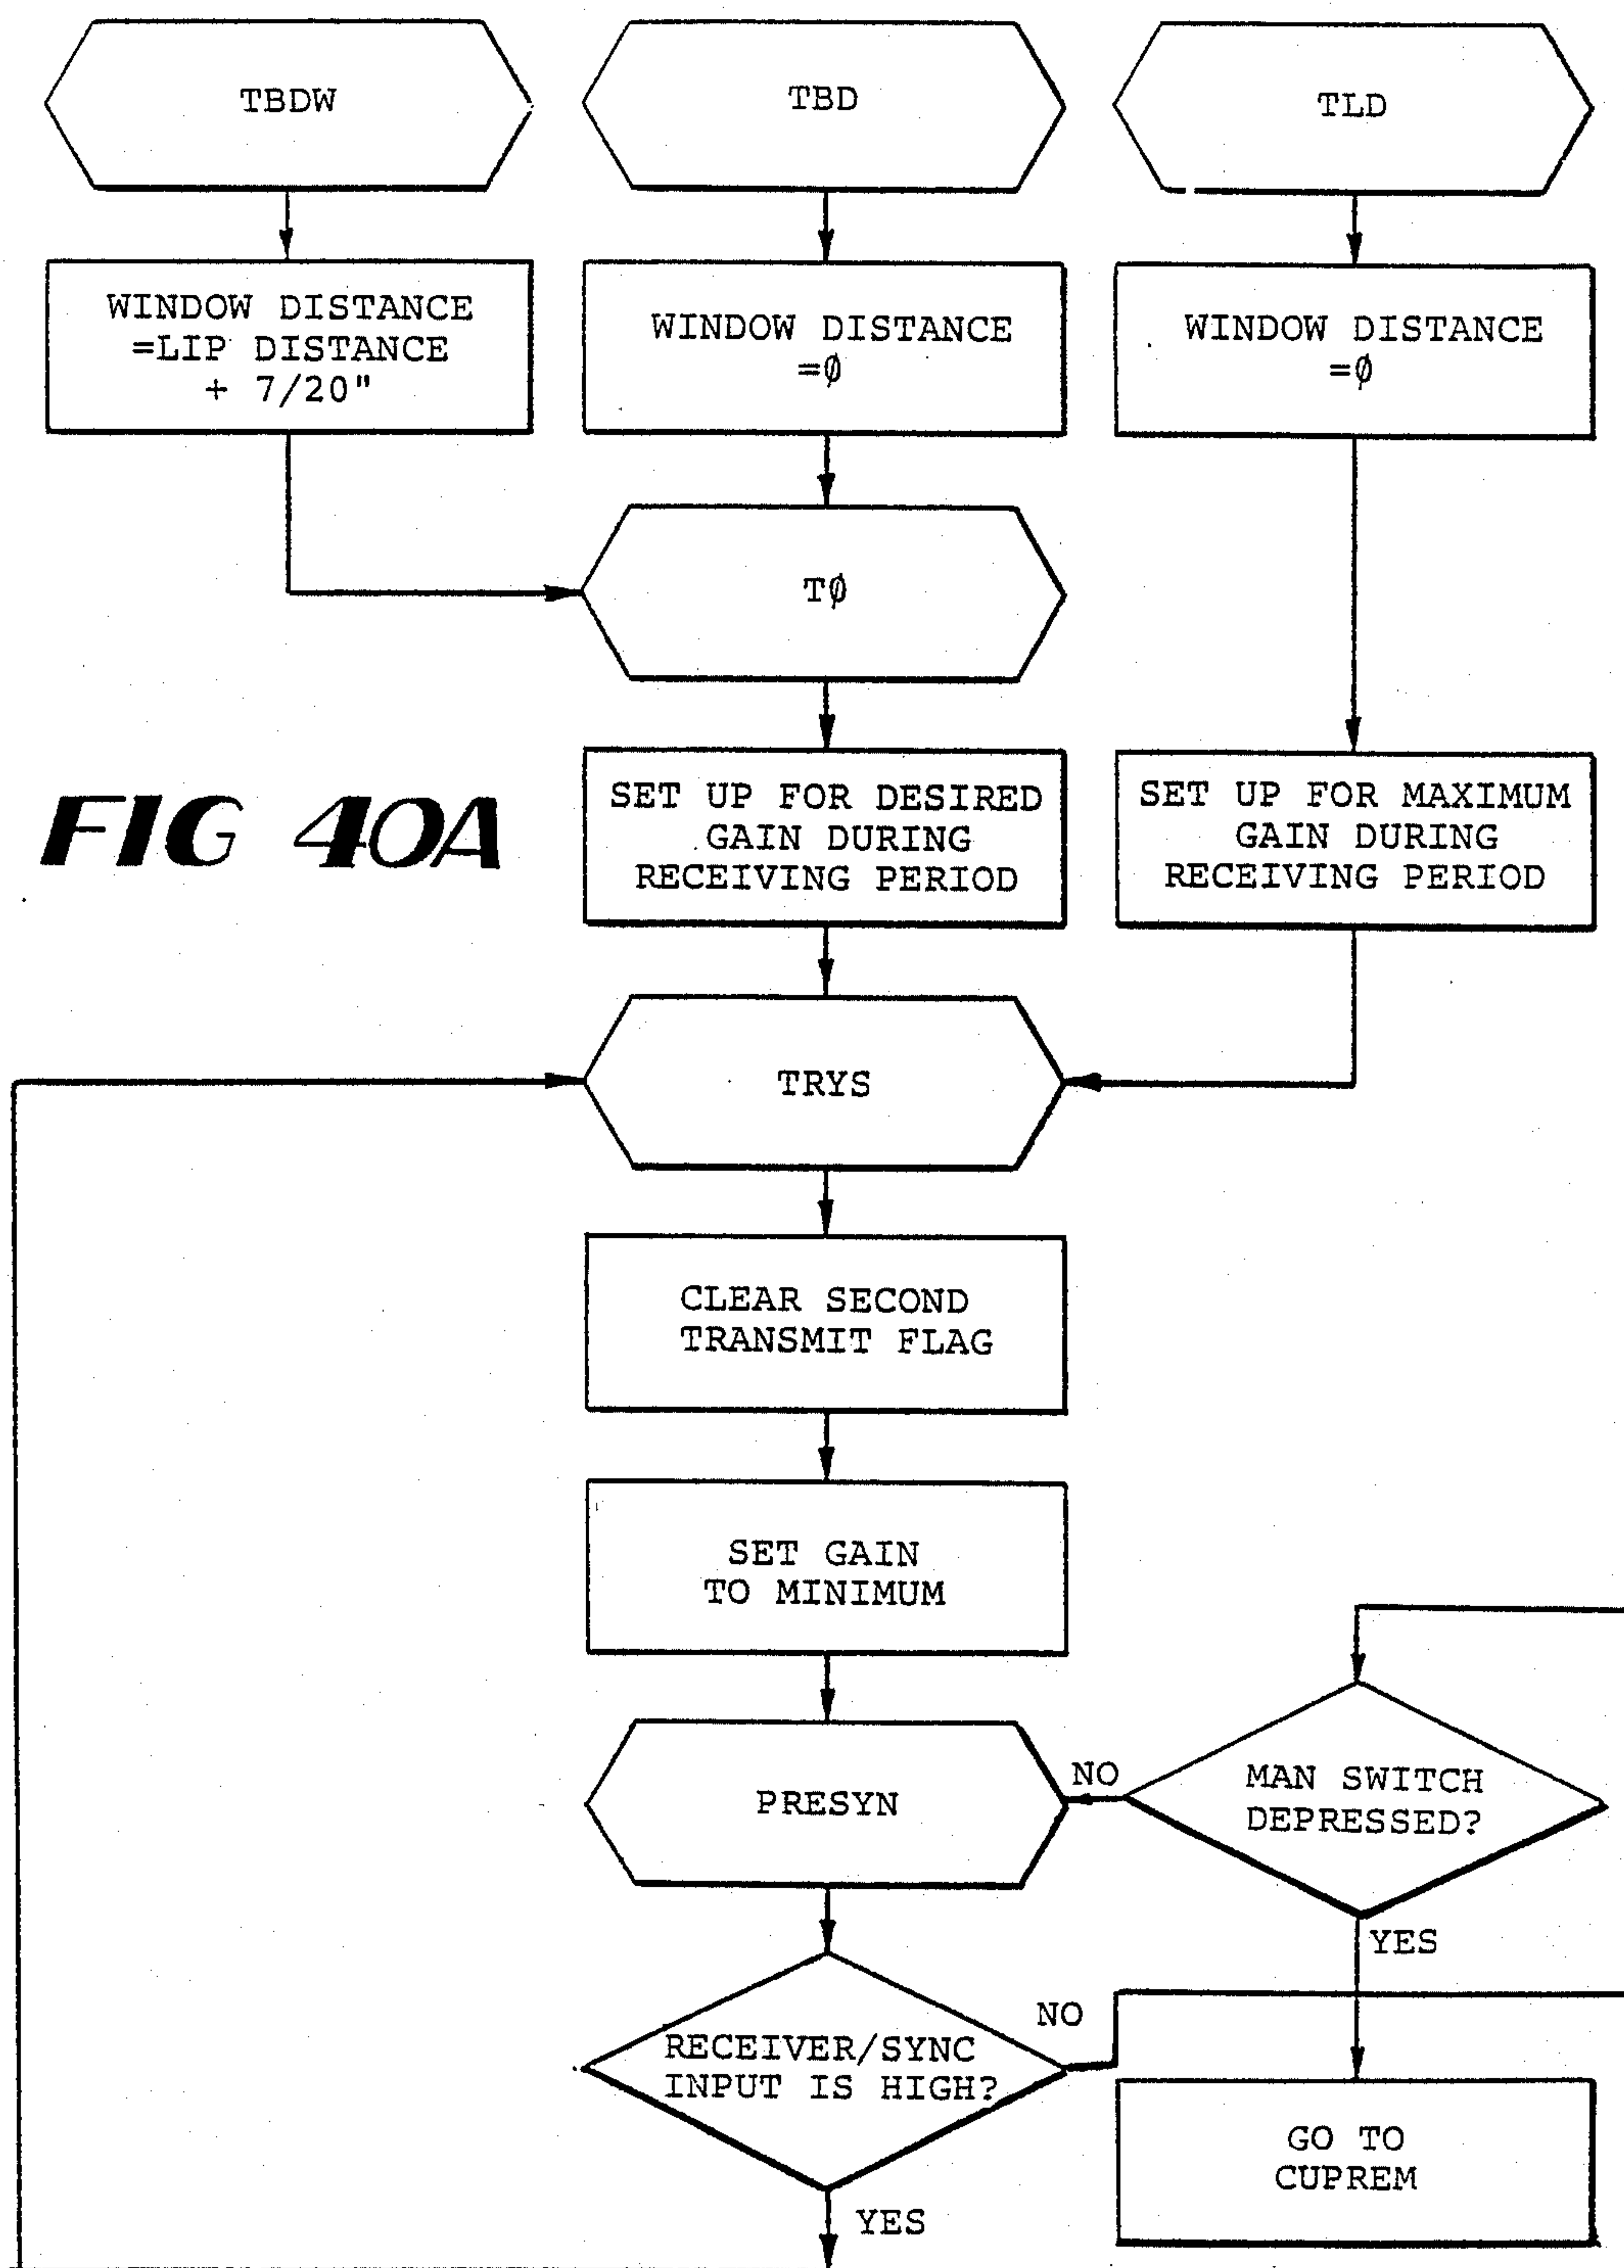 TBDW
TBD
TLD
WINDOW DISTANCE
=LIP DISTANCE
+ 7/20"
WINDOW DISTANCE
=Ø
WINDOW DISTANCE
=Ø
TØ
FIG 40A
SET UP FOR DESIRED
GAIN DURING
RECEIVING PERIOD
SET UP FOR MAXIMUM
GAIN DURING
RECEIVING PERIOD
TRYS
CLEAR SECOND
TRANSMIT FLAG
SET GAIN
TO MINIMUM
PRESYN
NO
MAN SWITCH
DEPRESSED?
YES
NO
RECEIVER/SYNC
INPUT IS HIGH?
GO TO
CUPREM
YES